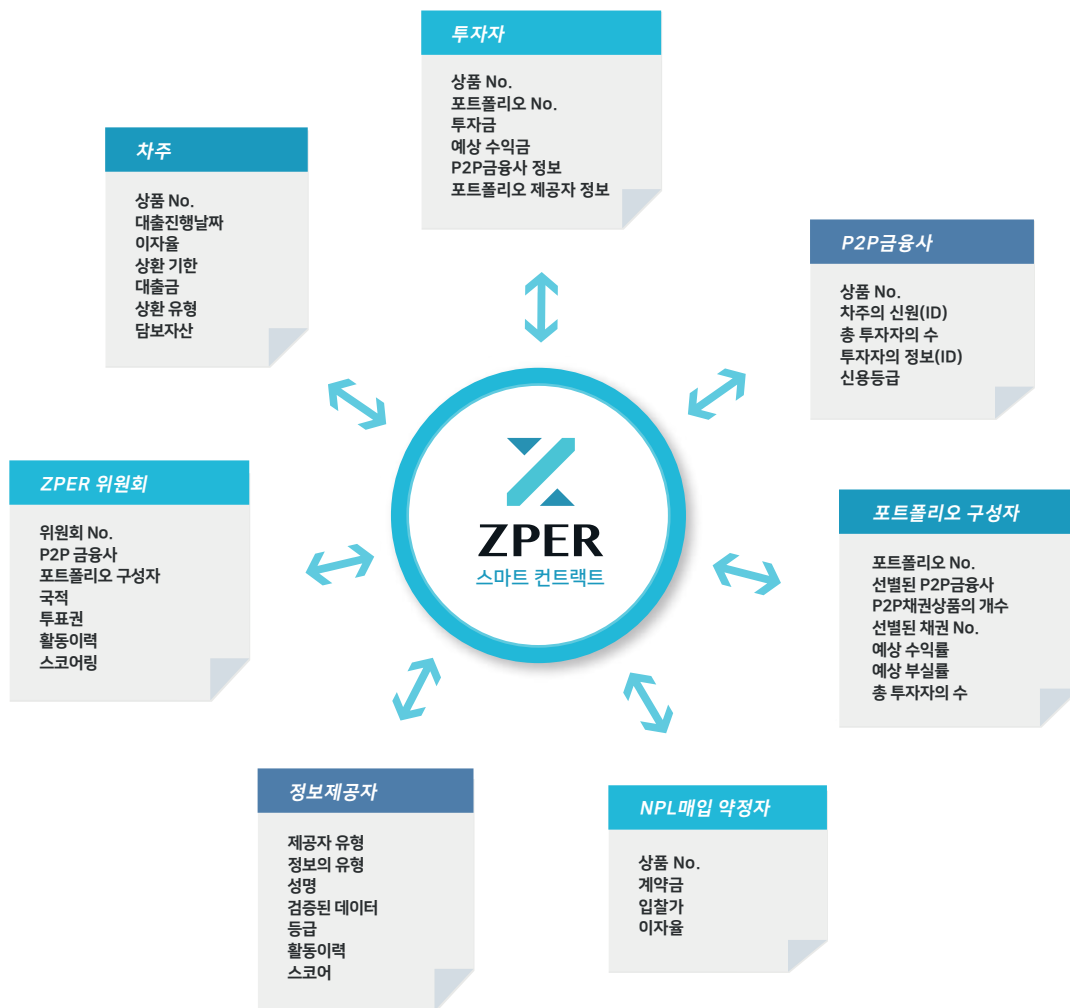 투자자
상품 No.
포트폴리오 No.
투자금
예상 수익금
P2P금융사 정보
포트폴리오 제공자 정보
차주
상품 No.
대출진행날짜
이자율
상환 기한
대출금
상환 유형
담보자산
P2P금융사
상품 No.
차주의 신원(ID)
총 투자자의 수
투자자의 정보(ID)
신용등급
ZPER
스마트 컨트랙트
ZPER 위원회
위원회 No.
P2P 금융사
포트폴리오 구성자
국적
투표권
활동이력
스코어링
포트폴리오 구성자
포트폴리오 No.
선별된 P2P금융사
P2P채권상품의 개수
선별된 채권 No.
예상 수익률
예상 부실률
총 투자자의 수
정보제공자
제공자 유형
정보의 유형
성명
검증된 데이터
등급
활동이력
스코어
NPL매입 약정자
상품 No.
계약금
입찰가
이자율